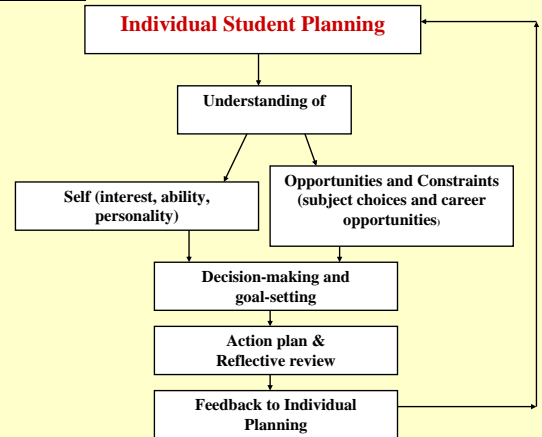 Individual Student Planning
Understanding of
Self (interest, ability,
personality)
Opportunities and Constraints
(subject choices and career
opportunities)
Decision-making and
goal-setting
Action plan &
Reflective review
Feedback to Individual
Planning